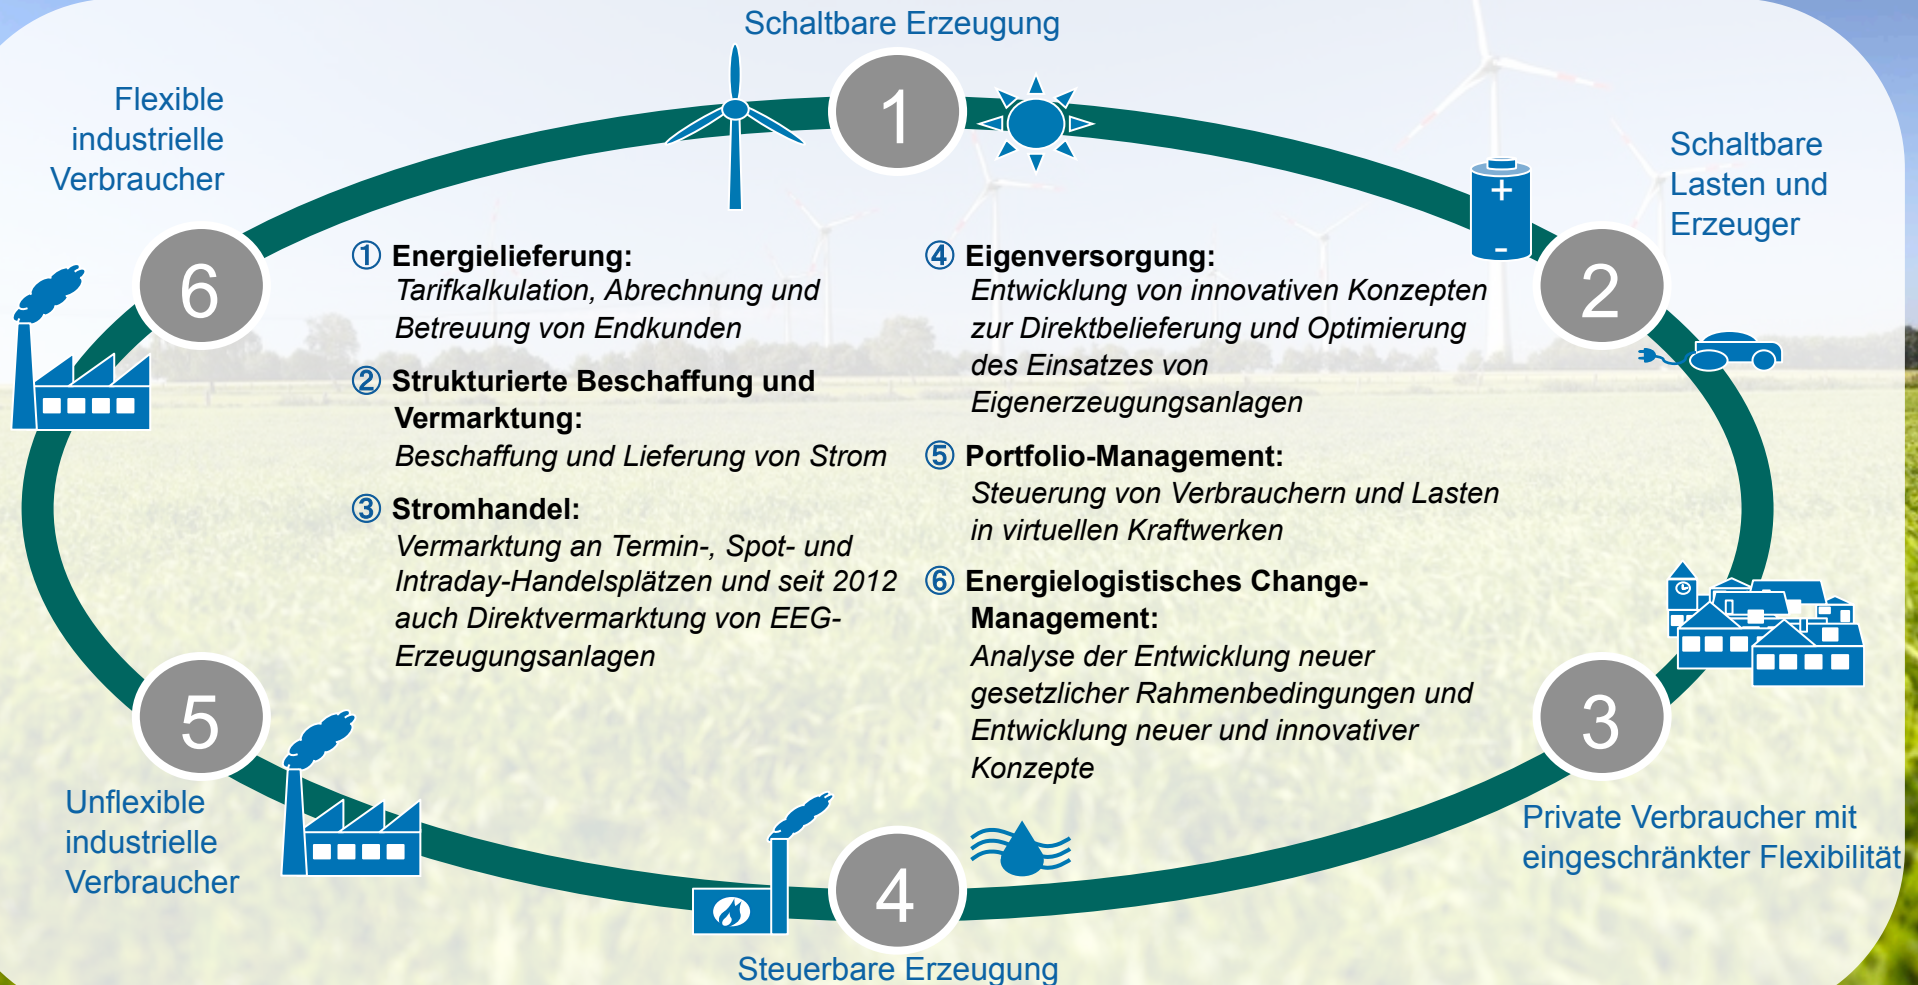 Schaltbare Erzeugung
1
Flexible
industrielle
Verbraucher
6
Schaltbare
Lasten und
Erzeuger
+
-
2
① Energielieferung:
Tarifkalkulation, Abrechnung und
Betreuung von Endkunden
② Strukturierte Beschaffung und
Vermarktung:
Beschaffung und Lieferung von Strom
③ Stromhandel:
Vermarktung an Termin-, Spot- und
Intraday-Handelsplätzen und seit 2012
auch Direktvermarktung von EEG-
Erzeugungsanlagen
④ Eigenversorgung:
Entwicklung von innovativen Konzepten
zur Direktbelieferung und Optimierung
des Einsatzes von
Eigenerzeugungsanlagen
⑤ Portfolio-Management:
Steuerung von Verbrauchern und Lasten
in virtuellen Kraftwerken
⑥ Energielogistisches Change-
Management:
Analyse der Entwicklung neuer
gesetzlicher Rahmenbedingungen und
Entwicklung neuer und innovativer
Konzepte
5
Unflexible
industrielle
Verbraucher
3
Private Verbraucher mit
eingeschränkter Flexibilität
4
Steuerbare Erzeugung